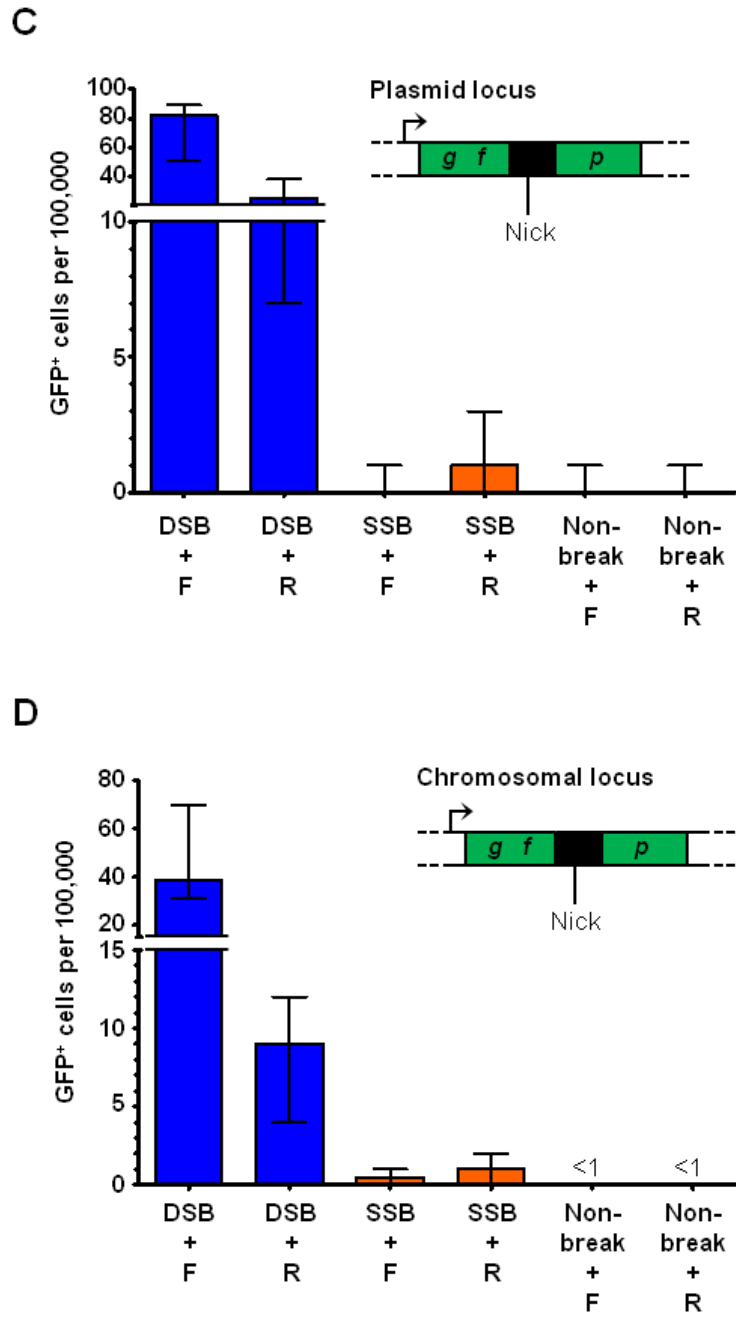 C
GFP⁺ cells per 100,000
100
80
60
40
10
5
0
Plasmid locus
g f p
Nick
DSB + F
DSB + R
SSB + F
SSB + R
Non-break + F
Non-break + R
D
GFP⁺ cells per 100,000
80
60
40
20
15
10
5
0
Chromosomal locus
g f p
Nick
<1 <1
DSB + F
DSB + R
SSB + F
SSB + R
Non-break + F
Non-break + R